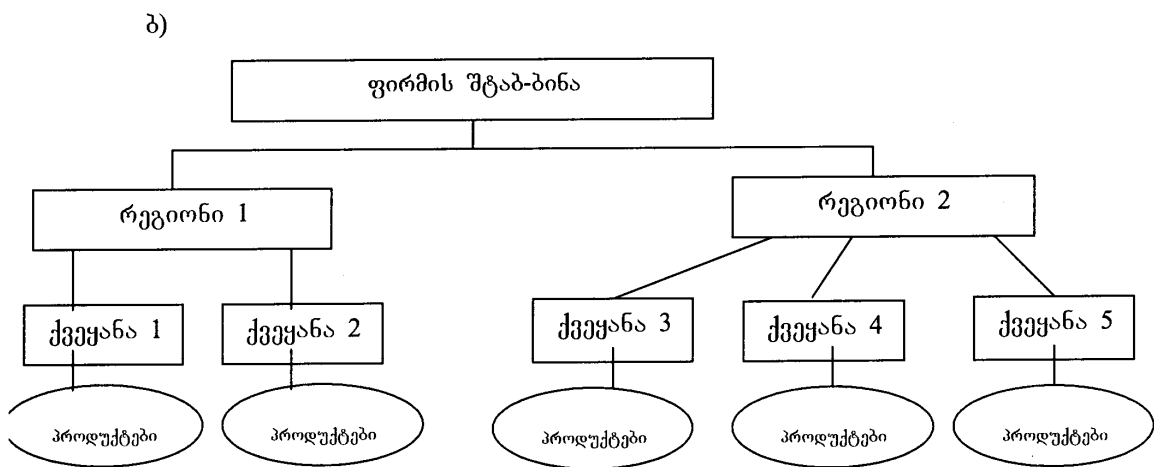 ბ)
ფირმის შტაბ-ბინა
რეგიონი 1
რეგიონი 2
ქვეყანა 1
ქვეყანა 2
ქვეყანა 3
ქვეყანა 4
ქვეყანა 5
პროდუქტები
პროდუქტები
პროდუქტები
პროდუქტები
პროდუქტები